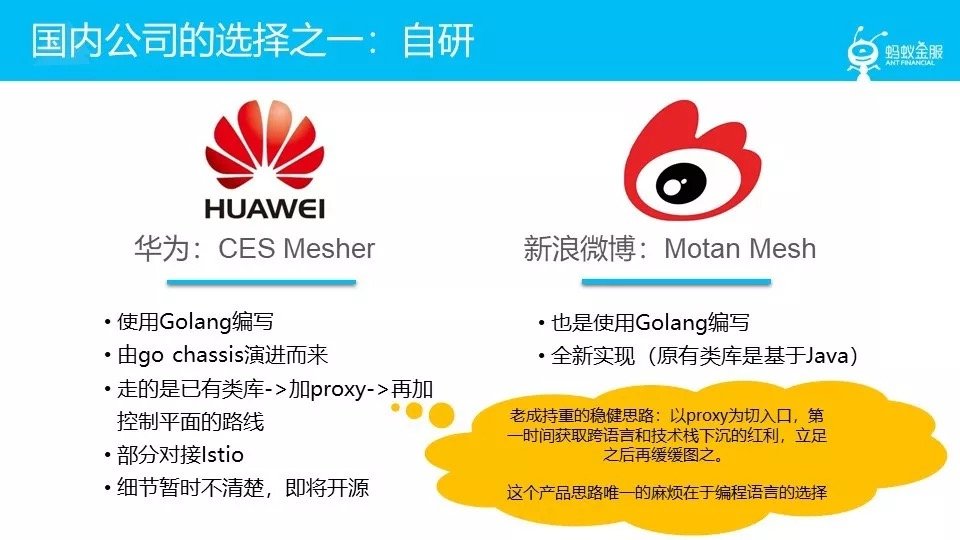 国内公司的选择之一：自研
蚂蚁金服
ANT FINANCIAL
HUAWEI
华为：CES Mesher
• 使用Golang编写
• 由go chassis演进而来
• 走的是已有类库->加proxy->再加
控制平面的路线
• 部分对接Istio
• 细节暂时不清楚，即将开源
新浪微博：Motan Mesh
• 也是使用Golang编写
• 全新实现（原有类库是基于Java）
老成持重的稳健思路：以proxy为切入口，第
一时间获取跨语言和技术栈下沉的红利，立足
之后再缓缓图之。
这个产品思路唯一的麻烦在于编程语言的选择